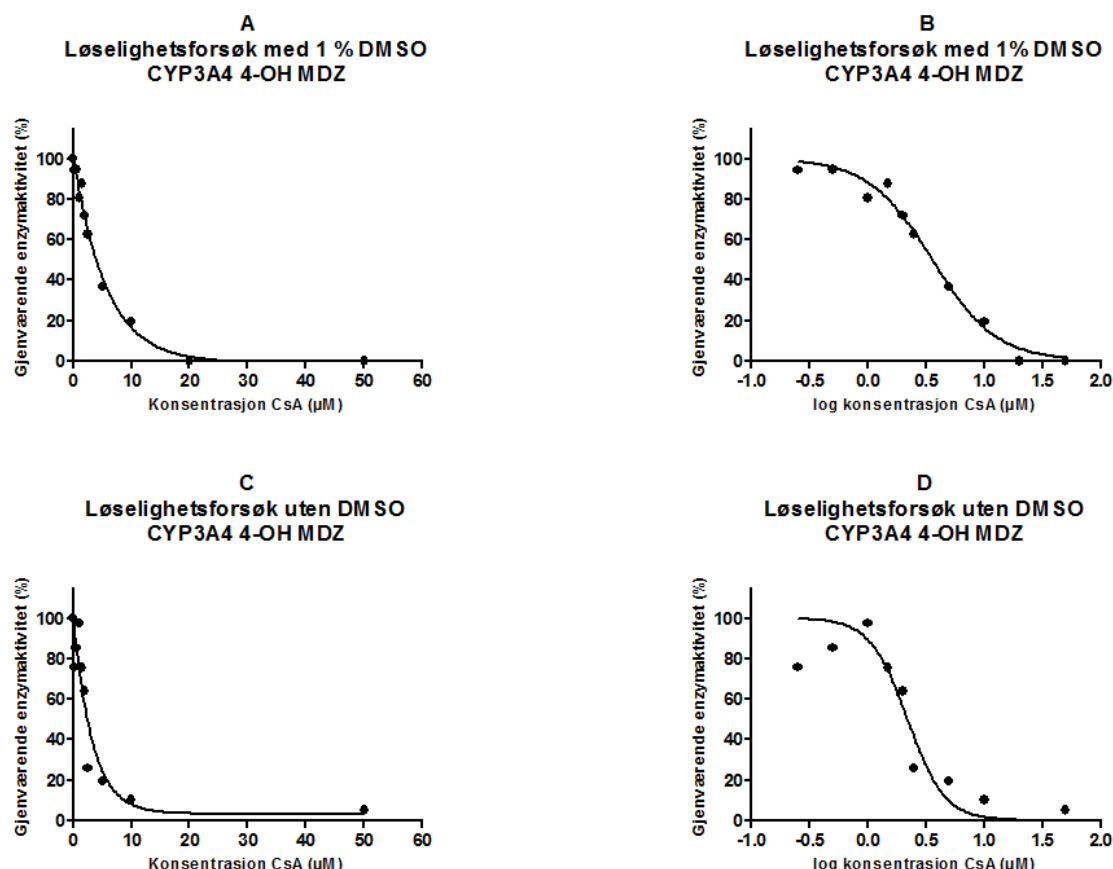 A
Løselighetsforsøk med 1 % DMSO
CYP3A4 4-OH MDZ
Gjenværende enzymaktivitet (%)
100
80
60
40
20
0
0 10 20 30 40 50 60
Konsentrasjon CsA (µM)
B
Løselighetsforsøk med 1% DMSO
CYP3A4 4-OH MDZ
Gjenværende enzymaktivitet (%)
100
80
60
40
20
0
-1.0 -0.5 0.0 0.5 1.0 1.5 2.0
log konsentrasjon CsA (µM)
C
Løselighetsforsøk uten DMSO
CYP3A4 4-OH MDZ
Gjenværende enzymaktivitet (%)
100
80
60
40
20
0
0 10 20 30 40 50 60
Konsentrasjon CsA (µM)
D
Løselighetsforsøk uten DMSO
CYP3A4 4-OH MDZ
Gjenværende enzymaktivitet (%)
100
80
60
40
20
0
-1.0 -0.5 0.0 0.5 1.0 1.5 2.0
log konsentrasjon CsA (µM)